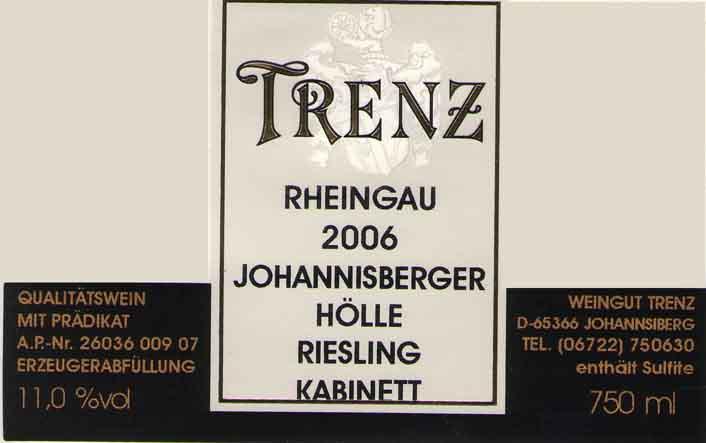 TRENZ
RHEINGAU
2006
JOHANNISBERGER
HÖLLE
RIESLING
KABINETT
QUALITÄTSWEIN
MIT PRÄDIKAT
A.P.-Nr. 26036 009 07
ERZEUGERABFÜLLUNG
11,0 %vol
WEINGUT TRENZ
D-65366 JOHANNSIBERG
TEL. (06722) 750630
enthält Sulfite
750 ml